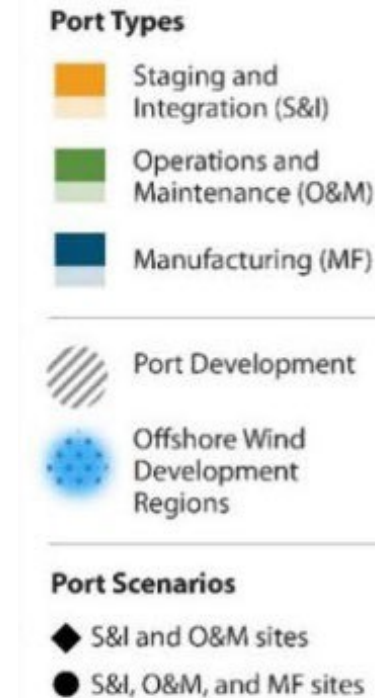 Port Types
Staging and
Integration (S&I)
Operations and
Maintenance (O&M)
Manufacturing (MF)
Port Development
Offshore Wind
Development
Regions
Port Scenarios
S&I and O&M sites
S&I, O&M, and MF sites